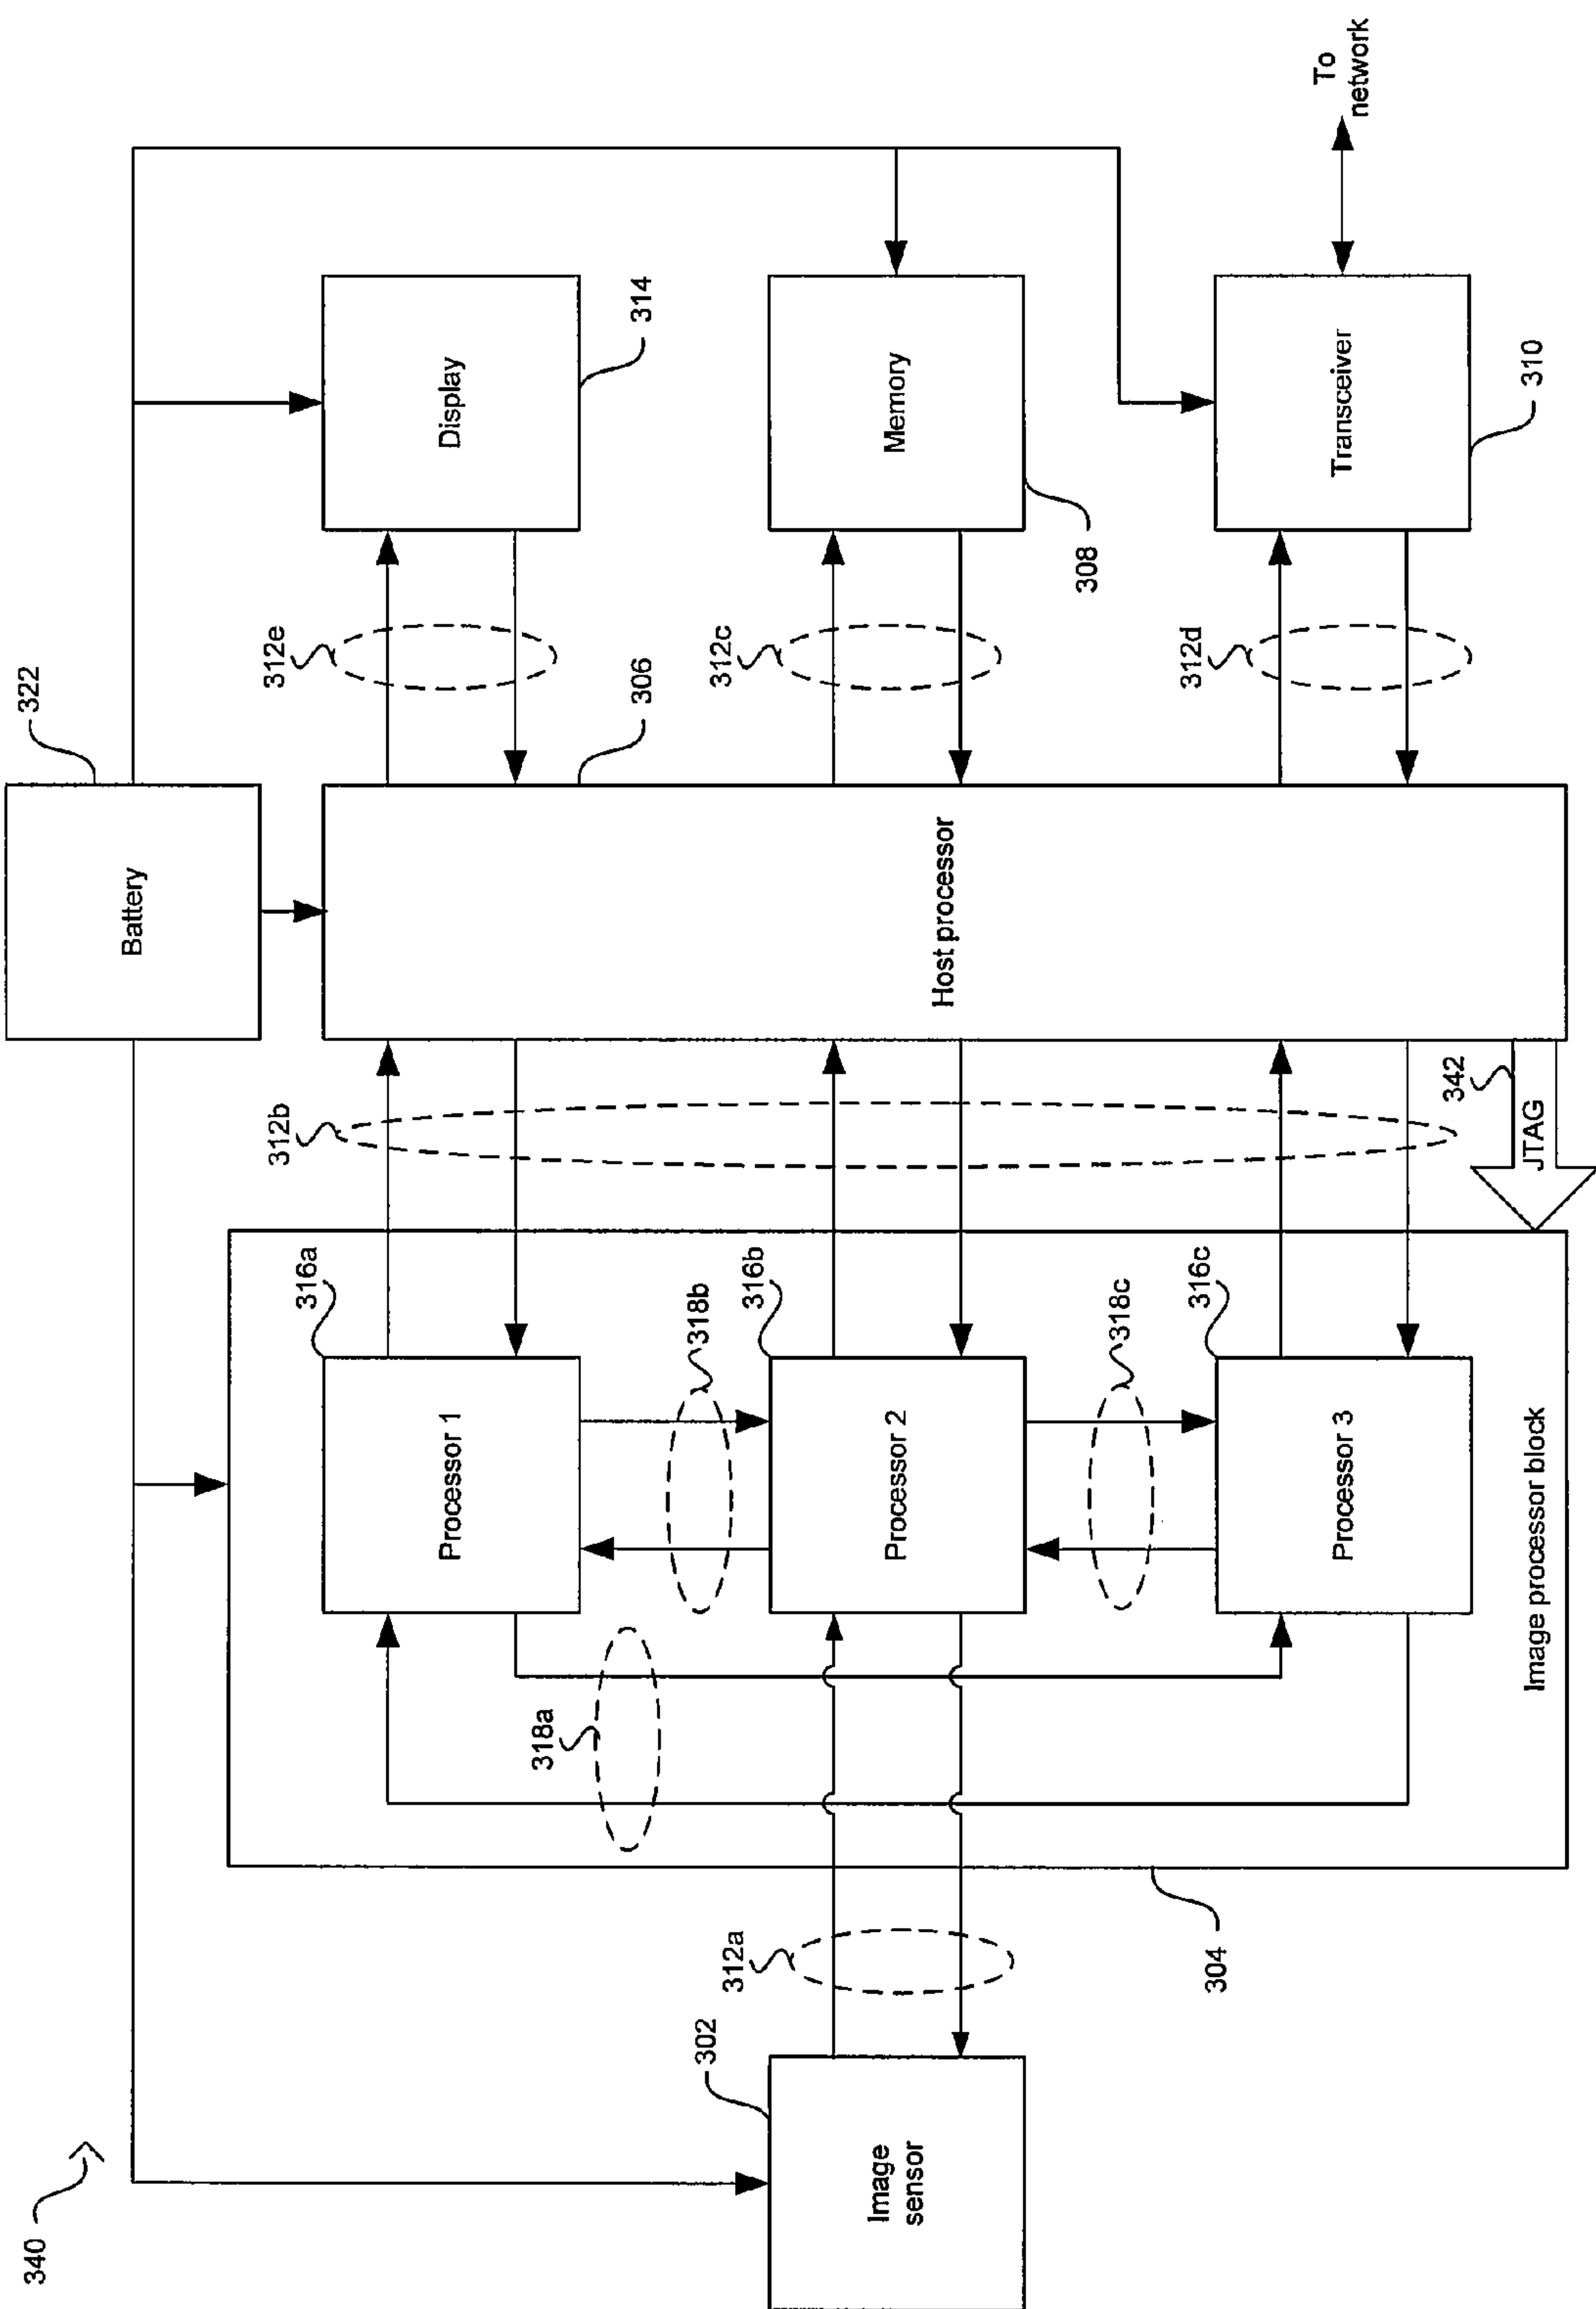 340
322
Battery
302
Image
sensor
312a
304
Image processor block
318a
316a
Processor 1
318b
316b
Processor 2
318c
316c
Processor 3
312b
342
JTAG
306
Host processor
312e
312c
312d
Display
314
Memory
308
Transceiver
310
To
network